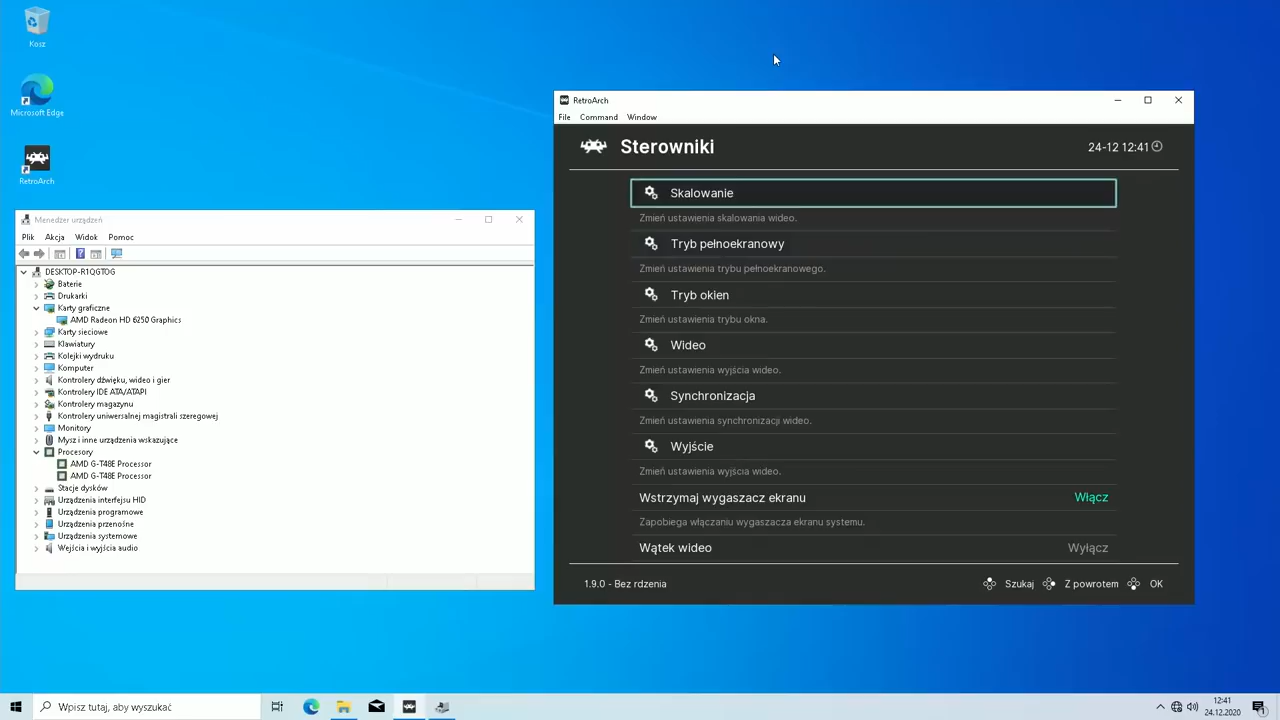 Kosz
Microsoft Edge
RetroArch
Menedżer urządzeń
Plik Akcja Widok Pomoc
DESKTOP-R1QGTOG
Baterie
Drukarki
Karty graficzne
AMD Radeon HD 6250 Graphics
Karty sieciowe
Klawiatury
Kolejki wydruku
Komputer
Kontrolery dźwięku, wideo i gier
Kontrolery IDE ATA/ATAPI
Kontrolery magazynu
Kontrolery uniwersalnej magistrali szeregowej
Monitory
Mysz i inne urządzenia wskazujące
Procesory
AMD G-T48E Processor
AMD G-T48E Processor
Stacje dysków
Urządzenia interfejsu HID
Urządzenia programowe
Urządzenia przenośne
Urządzenia systemowe
Wejścia i wyjścia audio
RetroArch
File Command Window
Sterowniki
24-12 12:41
Skalowanie
Zmień ustawienia skalowania wideo.
Tryb pełnoekranowy
Zmień ustawienia trybu pełnoekranowego.
Tryb okien
Zmień ustawienia trybu okna.
Wideo
Zmień ustawienia wyjścia wideo.
Synchronizacja
Zmień ustawienia synchronizacji wideo.
Wyjście
Zmień ustawienia wyjścia wideo.
Wstrzymaj wygaszacz ekranu Włącz
Zapobiega włączaniu wygaszacza ekranu systemu.
Wątek wideo Wyłącz
1.9.0 - Bez rdzenia
Szukaj Z powrotem OK
Wpisz tutaj, aby wyszukać
12:41
24.12.2020
1